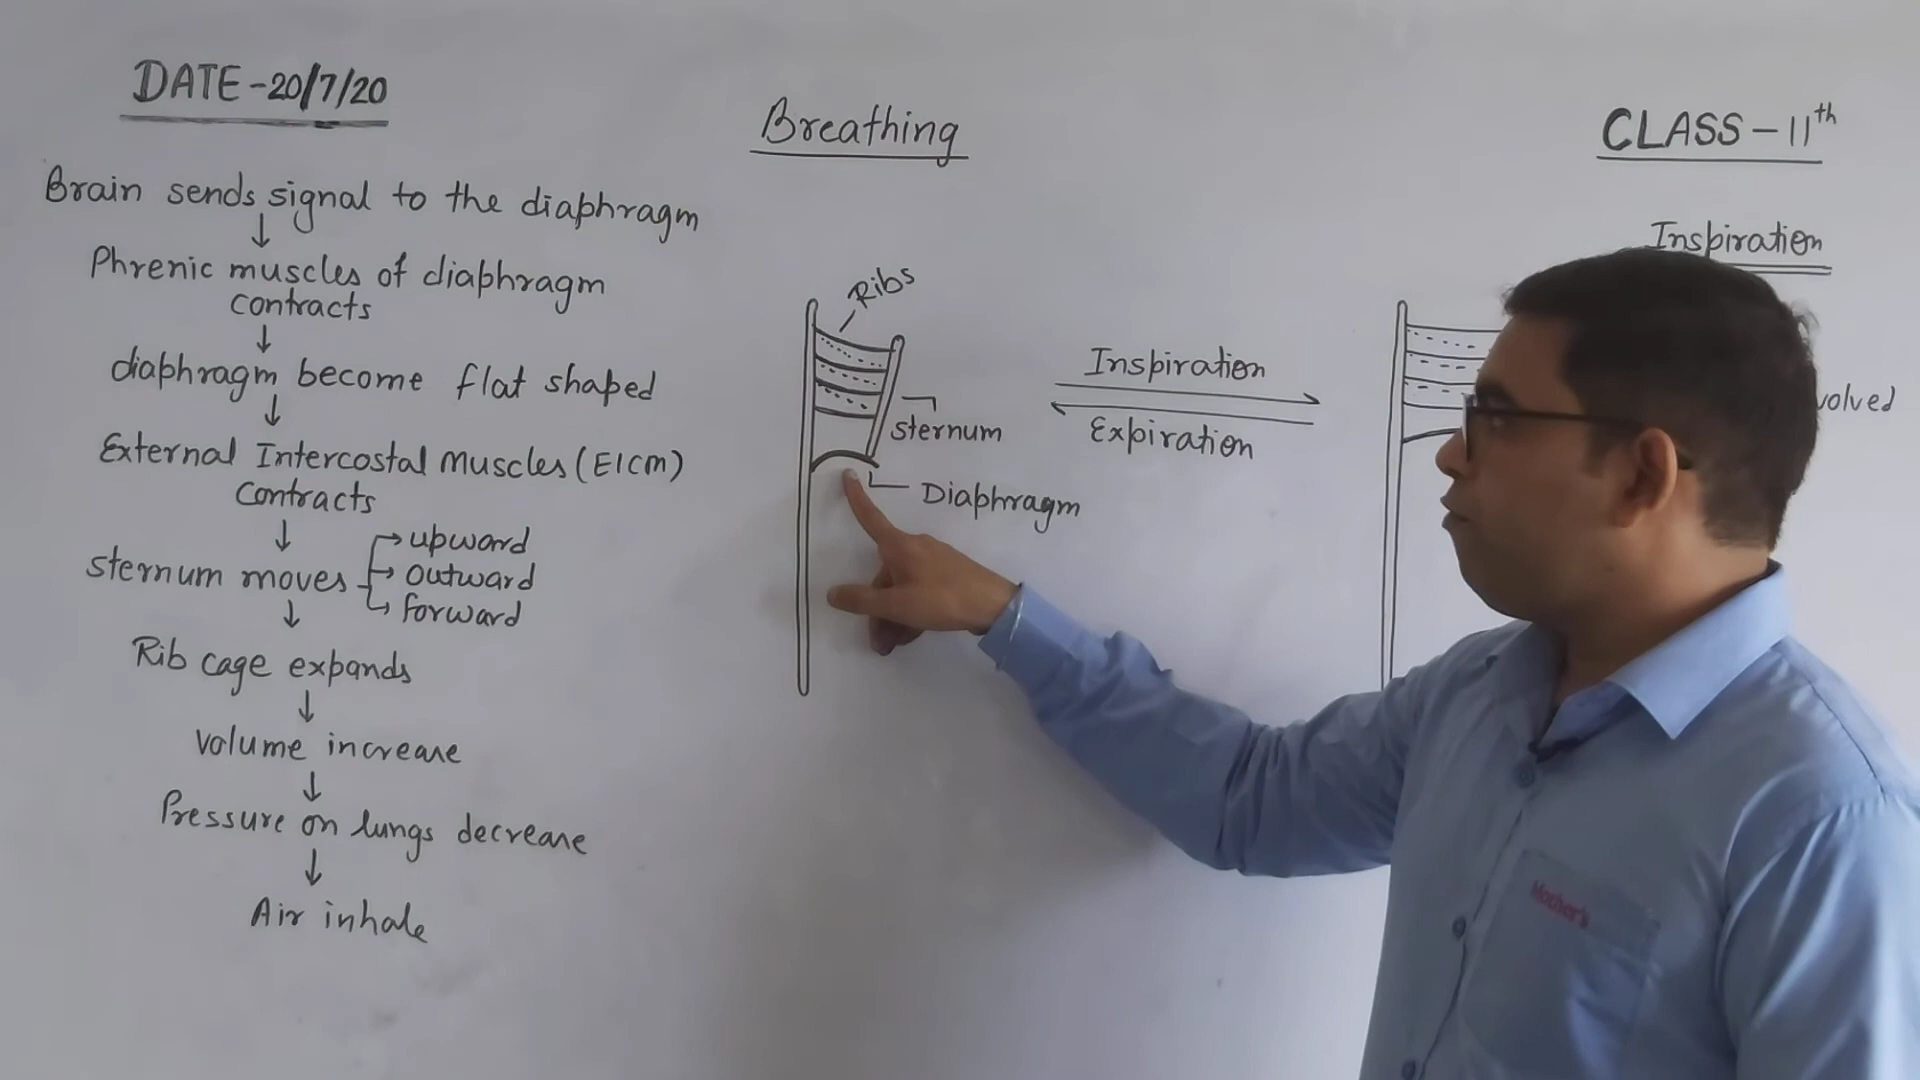 DATE-20/7/20
Breathing
CLASS-11th
Brain sends signal to the diaphragm
↓
Phrenic muscles of diaphragm
contracts
↓
diaphragm become flat shaped
↓
External Intercostal Muscles (EICM)
contracts
↓
sternum moves → upward
→ outward
→ forward
↓
Rib cage expands
↓
volume increase
↓
Pressure on lungs decrease
↓
Air inhale
Ribs
sternum
Diaphragm
Inspiration
Expiration
Inspiration
volved
Mother's